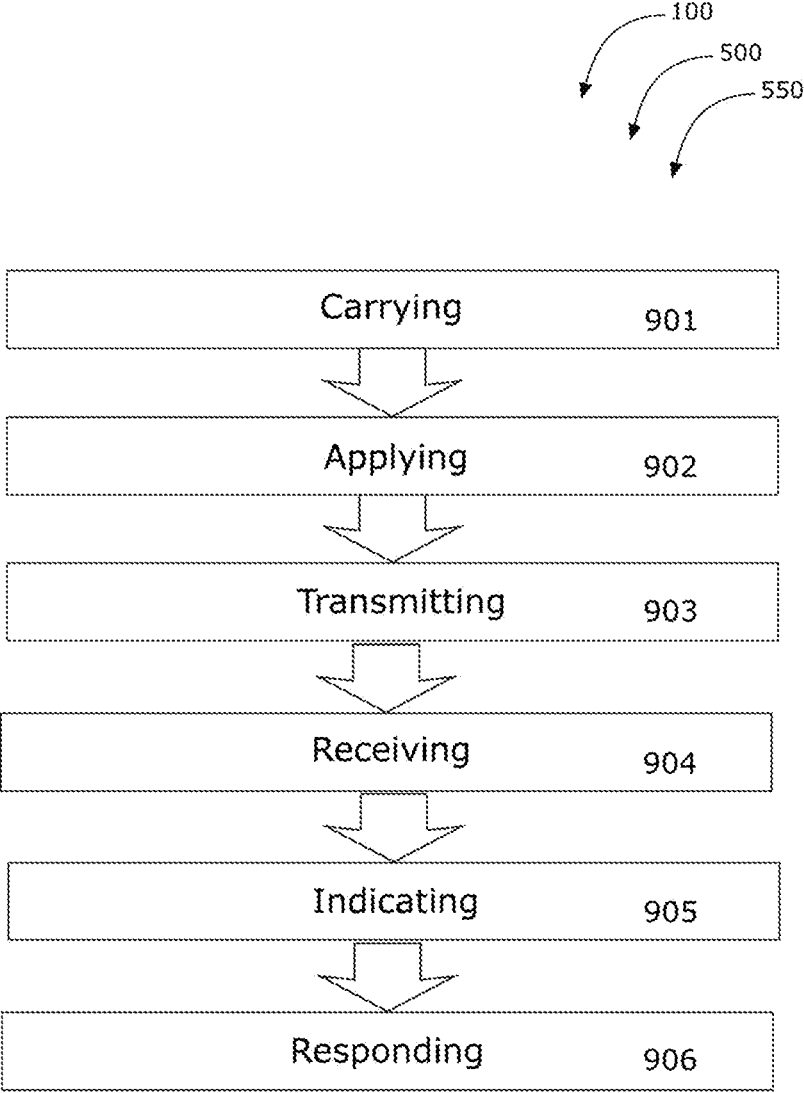 100
500
550
Carrying 901
Applying 902
Transmitting 903
Receiving 904
Indicating 905
Responding 906